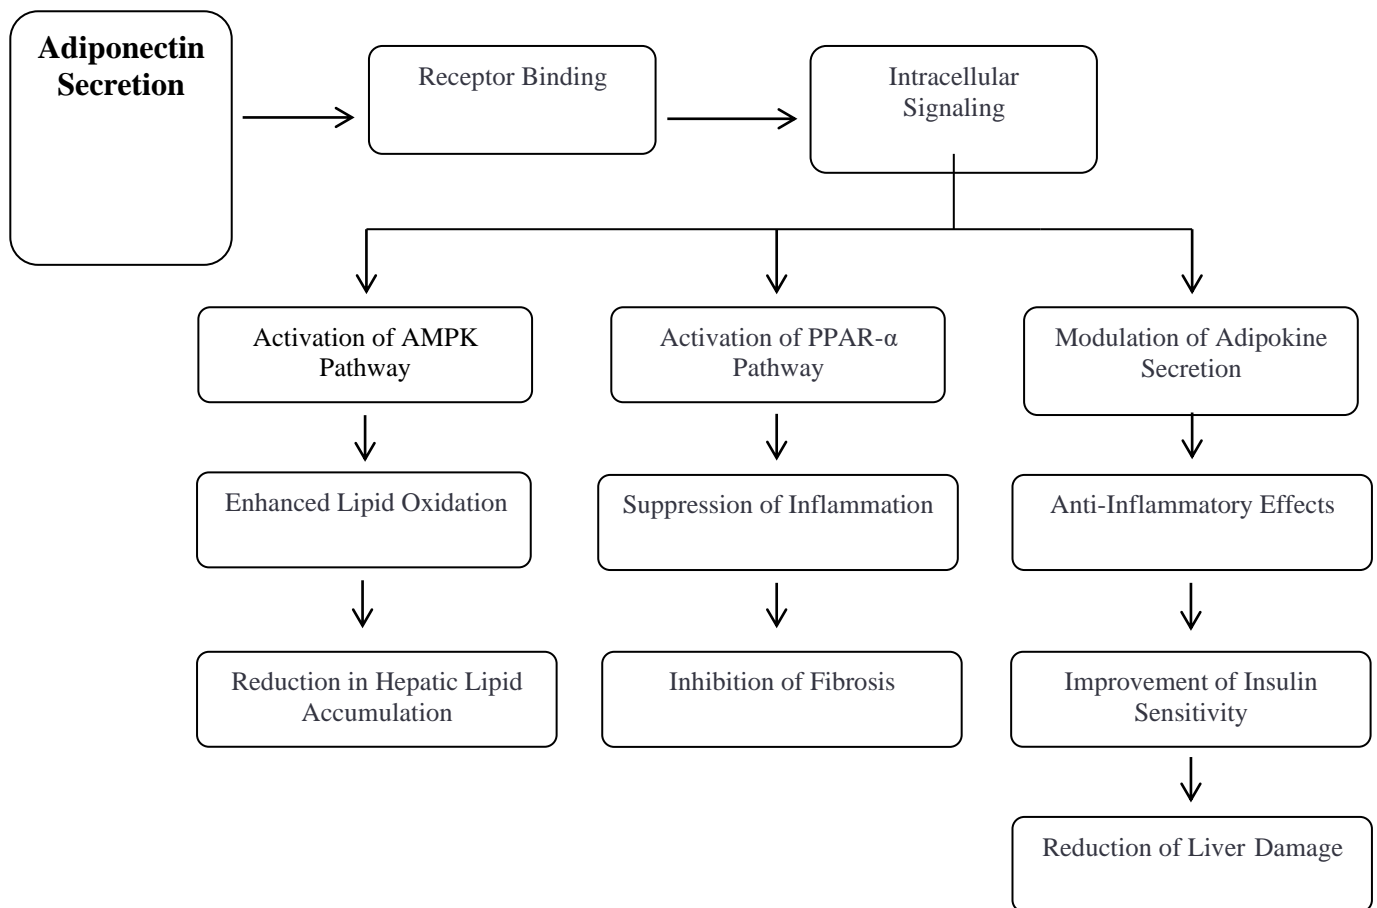 Adiponectin
Secretion
Receptor Binding
Intracellular
Signaling
Activation of AMPK
Pathway
Activation of PPAR-α
Pathway
Modulation of Adipokine
Secretion
Enhanced Lipid Oxidation
Suppression of Inflammation
Anti-Inflammatory Effects
Reduction in Hepatic Lipid
Accumulation
Inhibition of Fibrosis
Improvement of Insulin
Sensitivity
Reduction of Liver Damage